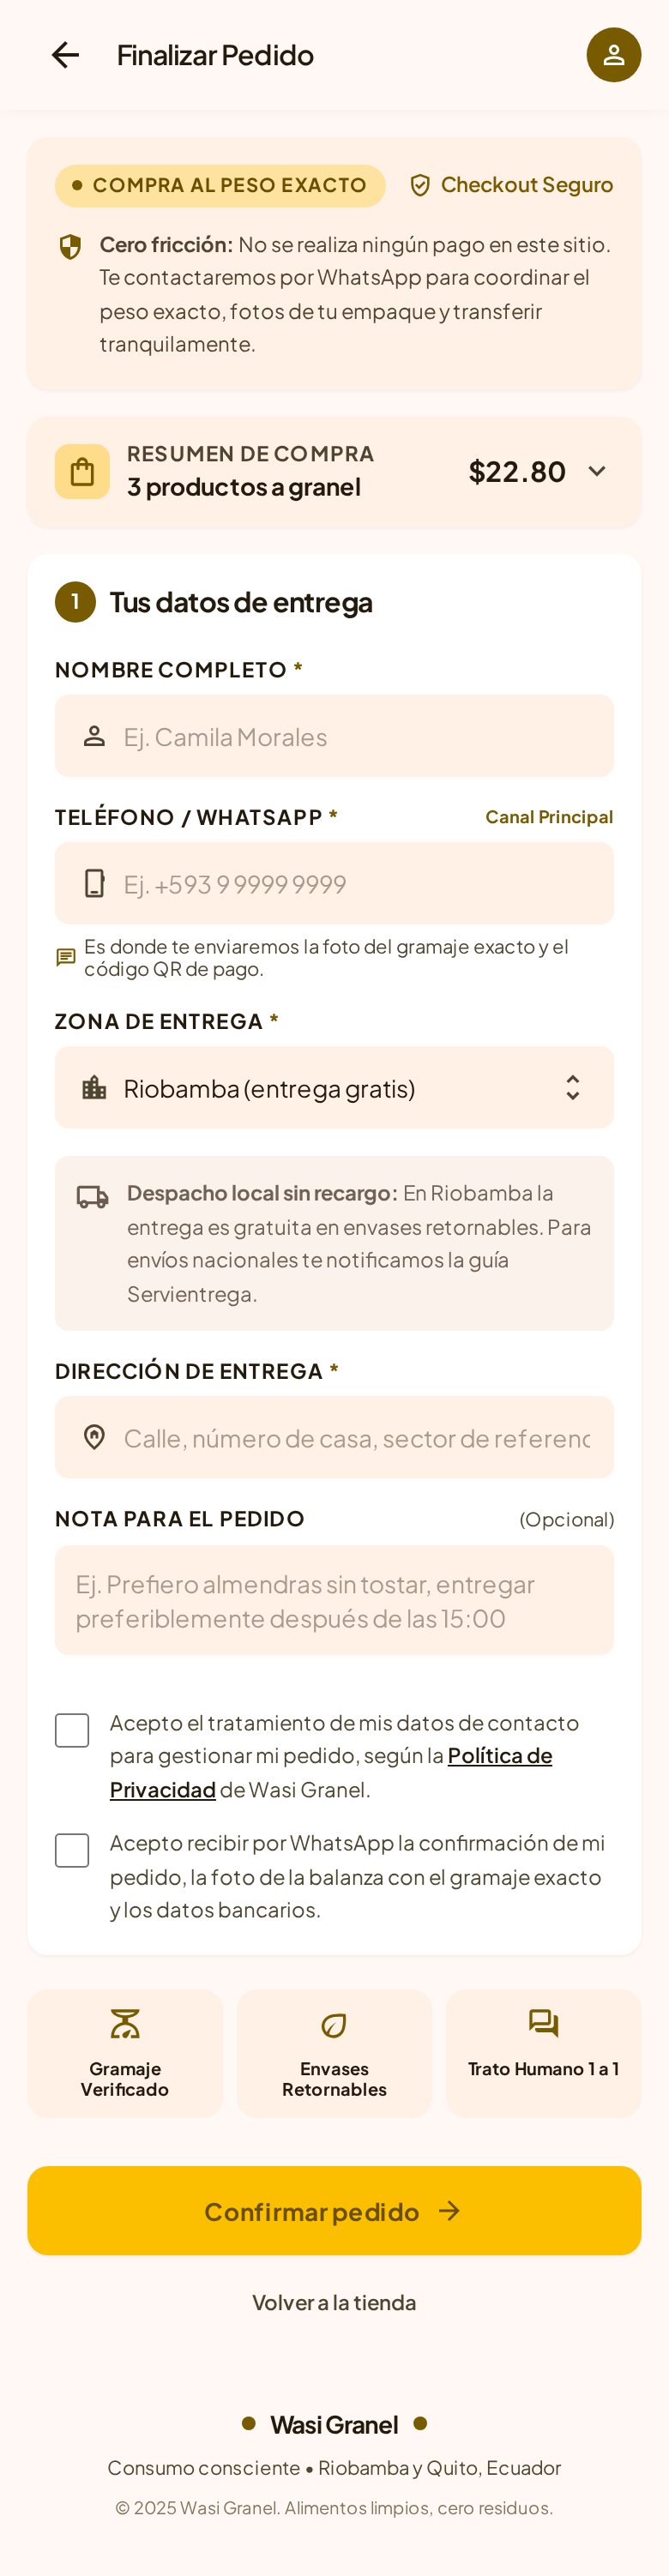 Finalizar Pedido
COMPRA AL PESO EXACTO
Checkout Seguro
Cero fricción: No se realiza ningún pago en este sitio.
Te contactaremos por WhatsApp para coordinar el
peso exacto, fotos de tu empaque y transferir
tranquilamente.
RESUMEN DE COMPRA
3 productos a granel
$22.80
1 Tus datos de entrega
NOMBRE COMPLETO *
Ej. Camila Morales
TELÉFONO / WHATSAPP *
Canal Principal
Ej. +593 9 9999 9999
Es donde te enviaremos la foto del gramaje exacto y el
código QR de pago.
ZONA DE ENTREGA *
Riobamba (entrega gratis)
Despacho local sin recargo: En Riobamba la
entrega es gratuita en envases retornables. Para
envíos nacionales te notificamos la guía
Servientrega.
DIRECCIÓN DE ENTREGA *
Calle, número de casa, sector de referenc
NOTA PARA EL PEDIDO
(Opcional)
Ej. Prefiero almendras sin tostar, entregar
preferiblemente después de las 15:00
Acepto el tratamiento de mis datos de contacto
para gestionar mi pedido, según la Política de
Privacidad de Wasi Granel.
Acepto recibir por WhatsApp la confirmación de mi
pedido, la foto de la balanza con el gramaje exacto
y los datos bancarios.
Gramaje
Verificado
Envases
Retornables
Trato Humano 1 a 1
Confirmar pedido
Volver a la tienda
Wasi Granel
Consumo consciente • Riobamba y Quito, Ecuador
© 2025 Wasi Granel. Alimentos limpios, cero residuos.